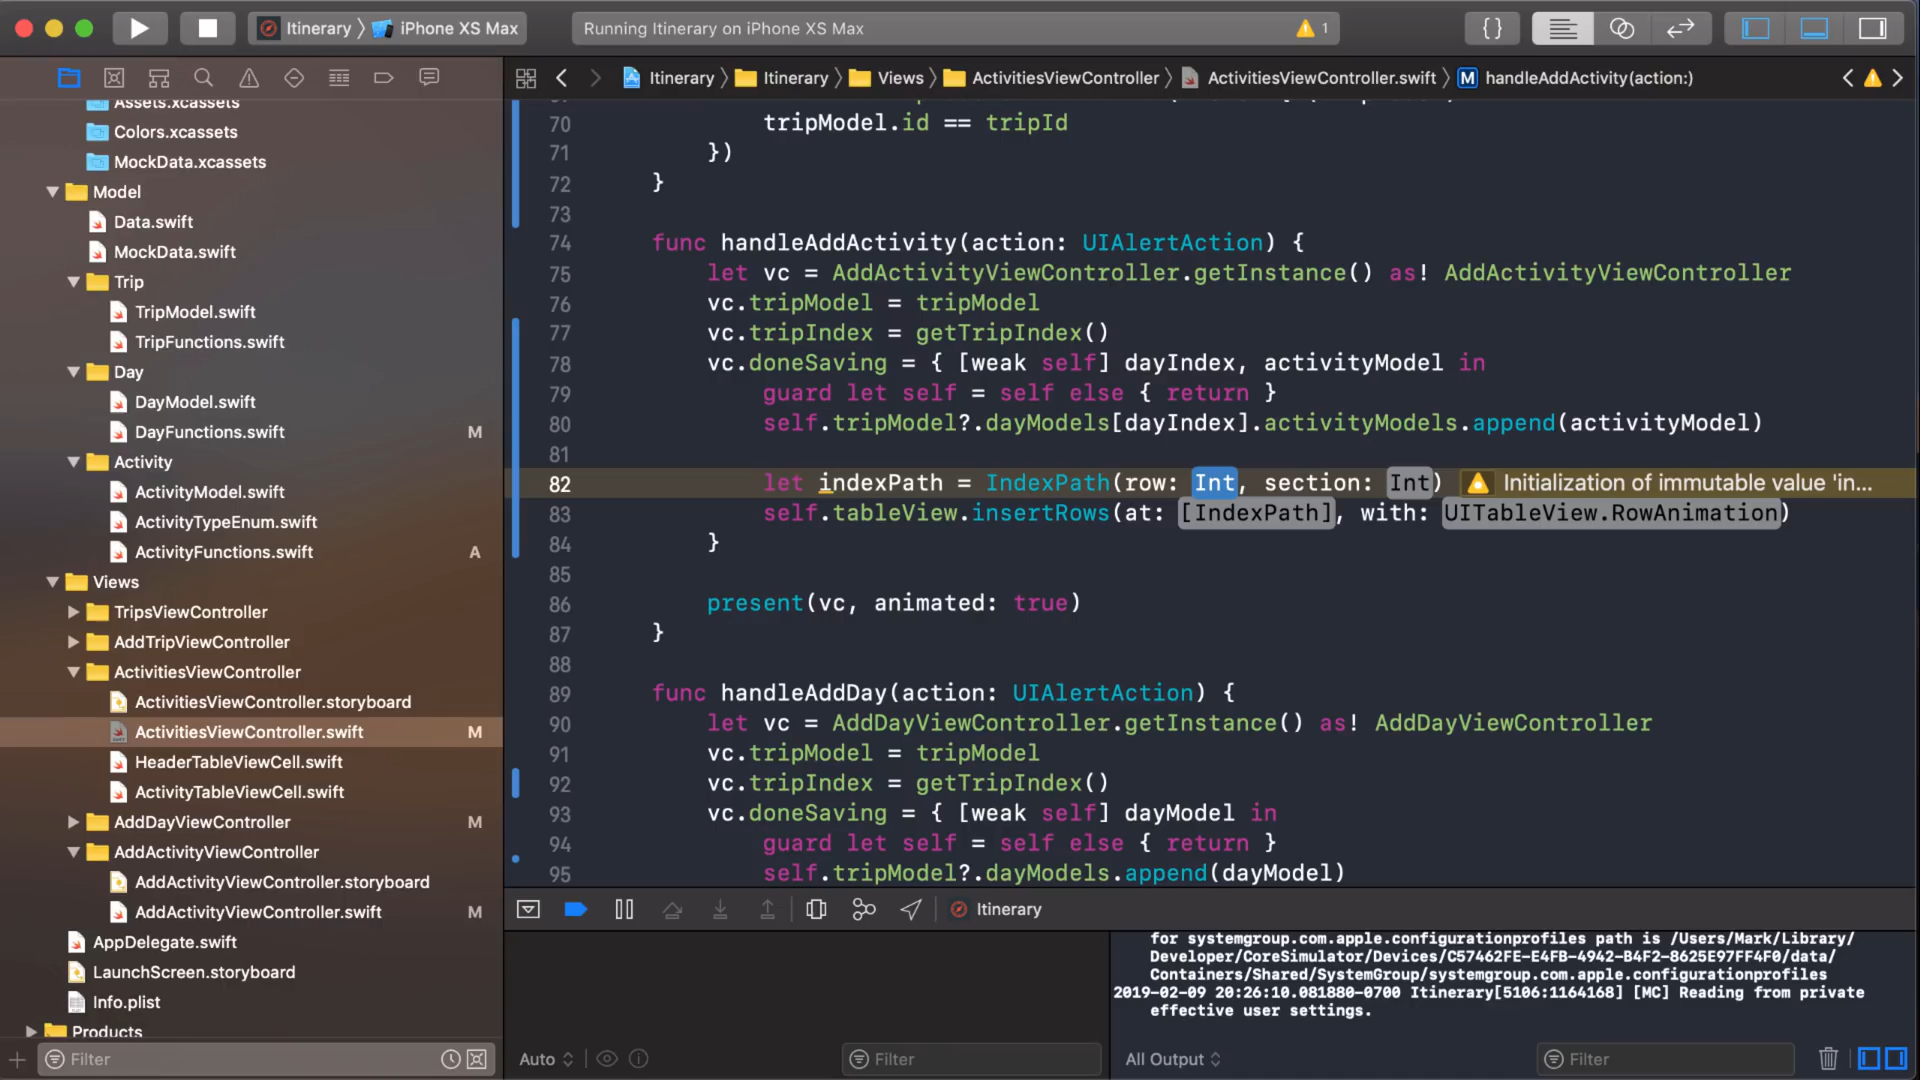 Itinerary
iPhone XS Max
Running Itinerary on iPhone XS Max
1
{ }
Itinerary
Itinerary
Views
ActivitiesViewController
ActivitiesViewController.swift
M
handleAddActivity(action:)
Assets.xcassets
Colors.xcassets
MockData.xcassets
Model
Data.swift
MockData.swift
Trip
TripModel.swift
TripFunctions.swift
Day
DayModel.swift
DayFunctions.swift M
Activity
ActivityModel.swift
ActivityTypeEnum.swift
ActivityFunctions.swift A
Views
TripsViewController
AddTripViewController
ActivitiesViewController
ActivitiesViewController.storyboard
ActivitiesViewController.swift M
HeaderTableViewCell.swift
ActivityTableViewCell.swift
AddDayViewController M
AddActivityViewController
AddActivityViewController.storyboard
AddActivityViewController.swift M
AppDelegate.swift
LaunchScreen.storyboard
Info.plist
Products
Filter
70 tripModel.id == tripId
71 })
72 }
73
74 func handleAddActivity(action: UIAlertAction) {
75 let vc = AddActivityViewController.getInstance() as! AddActivityViewController
76 vc.tripModel = tripModel
77 vc.tripIndex = getTripIndex()
78 vc.doneSaving = { [weak self] dayIndex, activityModel in
79 guard let self = self else { return }
80 self.tripModel?.dayModels[dayIndex].activityModels.append(activityModel)
81
82 let indexPath = IndexPath(row: Int, section: Int) Initialization of immutable value 'in...
83 self.tableView.insertRows(at: [IndexPath], with: UITableView.RowAnimation)
84 }
85
86 present(vc, animated: true)
87 }
88
89 func handleAddDay(action: UIAlertAction) {
90 let vc = AddDayViewController.getInstance() as! AddDayViewController
91 vc.tripModel = tripModel
92 vc.tripIndex = getTripIndex()
93 vc.doneSaving = { [weak self] dayModel in
94 guard let self = self else { return }
95 self.tripModel?.dayModels.append(dayModel)
Itinerary
for systemgroup.com.apple.configurationprofiles path is /Users/Mark/Library/
Developer/CoreSimulator/Devices/C57462FE-E4FB-4942-B4F2-8625E97FF4F0/data/
Containers/Shared/SystemGroup/systemgroup.com.apple.configurationprofiles
2019-02-09 20:26:10.081880-0700 Itinerary[5106:1164168] [MC] Reading from private
effective user settings.
Auto
Filter
All Output
Filter